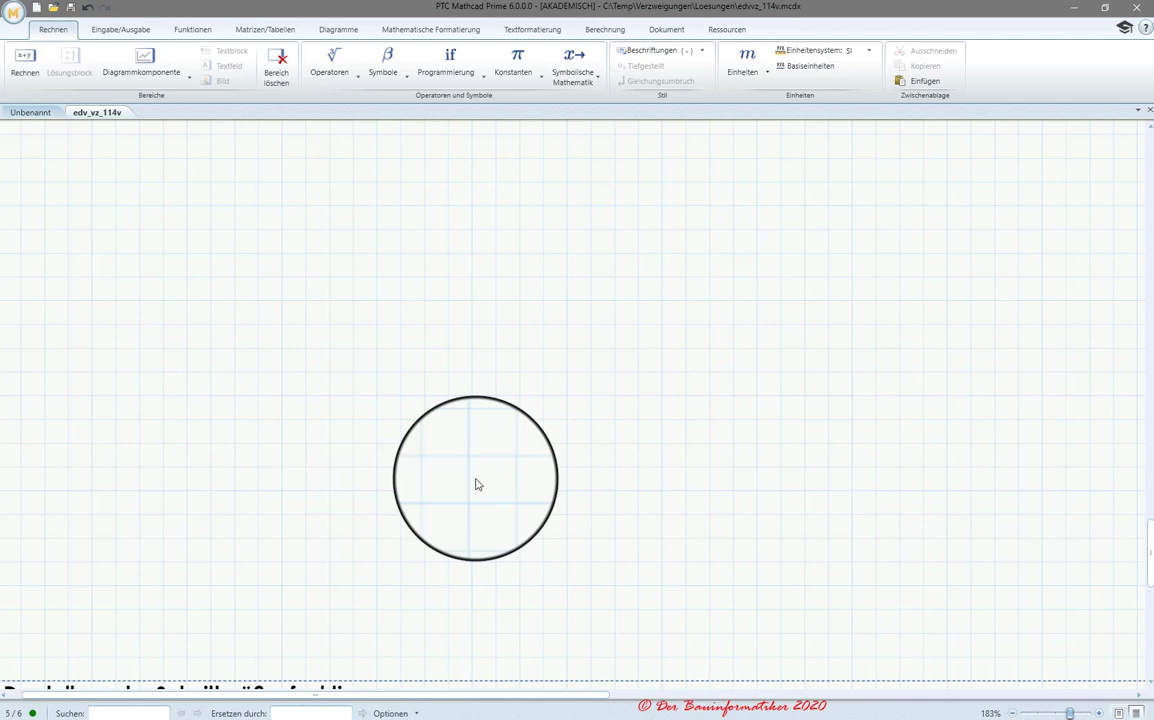 PTC Mathcad Prime 6.0.0.0 - [AKADEMISCH] - C:\Temp\Verzweigungen\Loesungen\edvvz_114v.mcdx
Rechnen Eingabe/Ausgabe Funktionen Matrizen/Tabellen Diagramme Mathematische Formatierung Textformatierung Berechnung Dokument Ressourcen
Rechnen
Lösungsblock
Diagrammkomponente
Textblock
Textfeld
Bild
Bereiche
Bereich
löschen
Operatoren
Symbole
if
Programmierung
π
Konstanten
Symbolische
Mathematik
Operatoren und Symbole
Beschriftungen ( - )
Tiefgestellt
Gleichungsumbruch
Stil
m
Einheiten
Einheitensystem: SI
Basiseinheiten
Einheiten
Ausschneiden
Kopieren
Einfügen
Zwischenablage
Unbenannt edv_vz_114v
5 / 6 Suchen: Ersetzen durch: Optionen 183%
© Der Bauinformatiker 2020